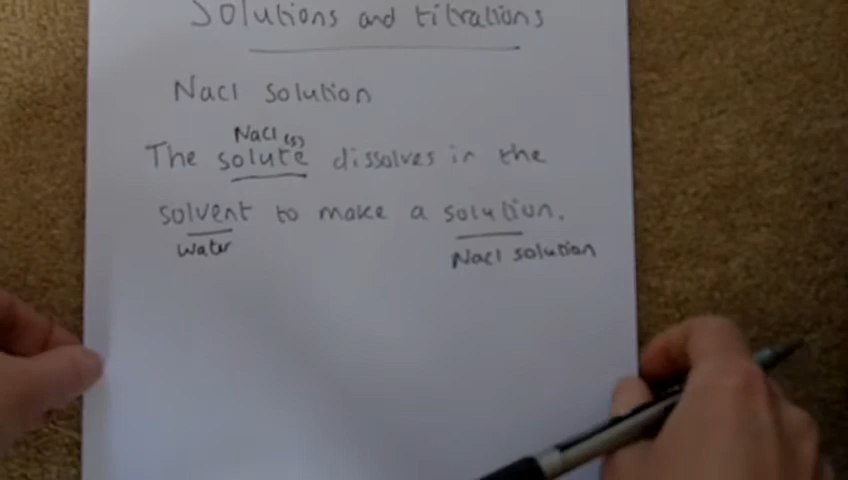 Solutions and titrations
NaCl solution
NaCl (s)
The solute dissolves in the
solvent to make a solution.
water NaCl solution